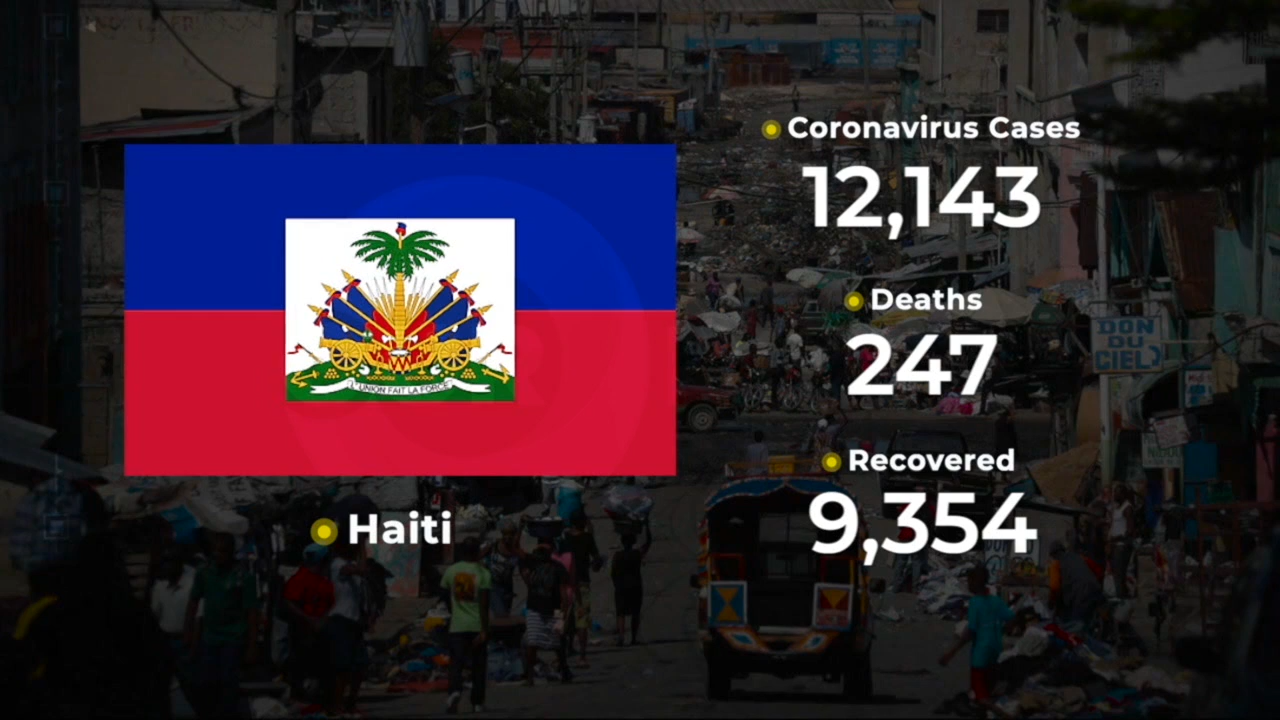 Coronavirus Cases
12,143
Deaths
247
Recovered
9,354
Haiti
L'UNION FAIT LA FORCE
DON
DU
CIEL